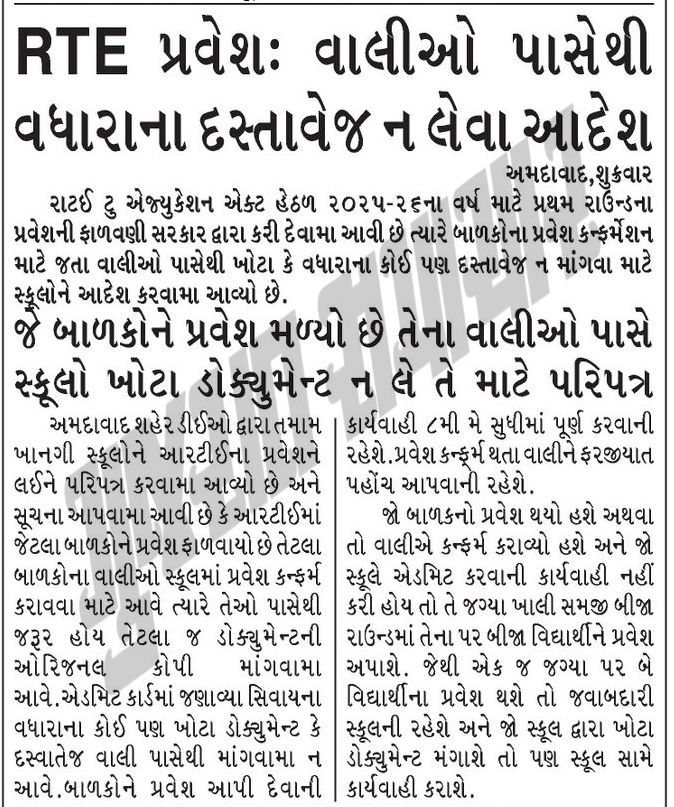 RTE પ્રવેશઃ વાલીઓ પાસેથી
વધારાના દસ્તાવેજ ન લેવા આદેશ
અમદાવાદ,શુક્રવાર
રાટઈ ટુ એજ્યુકેશન એક્ટ હેઠળ ૨૦૨૫-૨૬ના વર્ષ માટે પ્રથમ રાઉન્ડના
પ્રવેશની ફાળવણી સરકાર દ્વારા કરી દેવામા આવી છે ત્યારે બાળકોના પ્રવેશ કન્ફર્મેશન
માટે જતા વાલીઓ પાસેથી ખોટા કે વધારાના કોઈ પણ દસ્તાવેજ ન માંગવા માટે
સ્કૂલોને આદેશ કરવામા આવ્યો છે.
જે બાળકોને પ્રવેશ મળ્યો છે તેના વાલીઓ પાસે
સ્કૂલો ખોટા ડોક્યુમેન્ટ ન લે તે માટે પરિપત્ર
અમદાવાદ શહેર ડીઈઓ દ્વારા તમામ
ખાનગી સ્કૂલોને આરટીઈના પ્રવેશને
લઈને પરિપત્ર કરવામા આવ્યો છે અને
સૂચના આપવામા આવી છે કે આરટીઈમાં
જેટલા બાળકોને પ્રવેશ ફાળવાયો છે તેટલા
બાળકોના વાલીઓ સ્કૂલમાં પ્રવેશ કન્ફર્મ
કરાવવા માટે આવે ત્યારે તેઓ પાસેથી
જરૂર હોય તેટલા જ ડોક્યુમેન્ટની
ઓરિજનલ કોપી માંગવામા
આવે.એડમિટ કાર્ડમાં જણાવ્યા સિવાયના
વધારાના કોઈ પણ ખોટા ડોક્યુમેન્ટ કે
દસ્વાતેજ વાલી પાસેથી માંગવામા ન
આવે.બાળકોને પ્રવેશ આપી દેવાની
કાર્યવાહી ૮મી મે સુધીમાં પૂર્ણ કરવાની
રહેશે.પ્રવેશ કન્ફર્મ થતા વાલીને ફરજીયાત
પહોંચ આપવાની રહેશે.
જો બાળકનો પ્રવેશ થયો હશે અથવા
તો વાલીએ કન્ફર્મ કરાવ્યો હશે અને જો
સ્કૂલે એડમિટ કરવાની કાર્યવાહી નહીં
કરી હોય તો તે જગ્યા ખાલી સમજી બીજા
રાઉન્ડમાં તેના પર બીજા વિદ્યાર્થીને પ્રવેશ
અપાશે. જેથી એક જ જગ્યા પર બે
વિદ્યાર્થીના પ્રવેશ થશે તો જવાબદારી
સ્કૂલની રહેશે અને જો સ્કૂલ દ્વારા ખોટા
ડોક્યુમેન્ટ મંગાશે તો પણ સ્કૂલ સામે
કાર્યવાહી કરાશે.
ગુજરાત સમાચાર